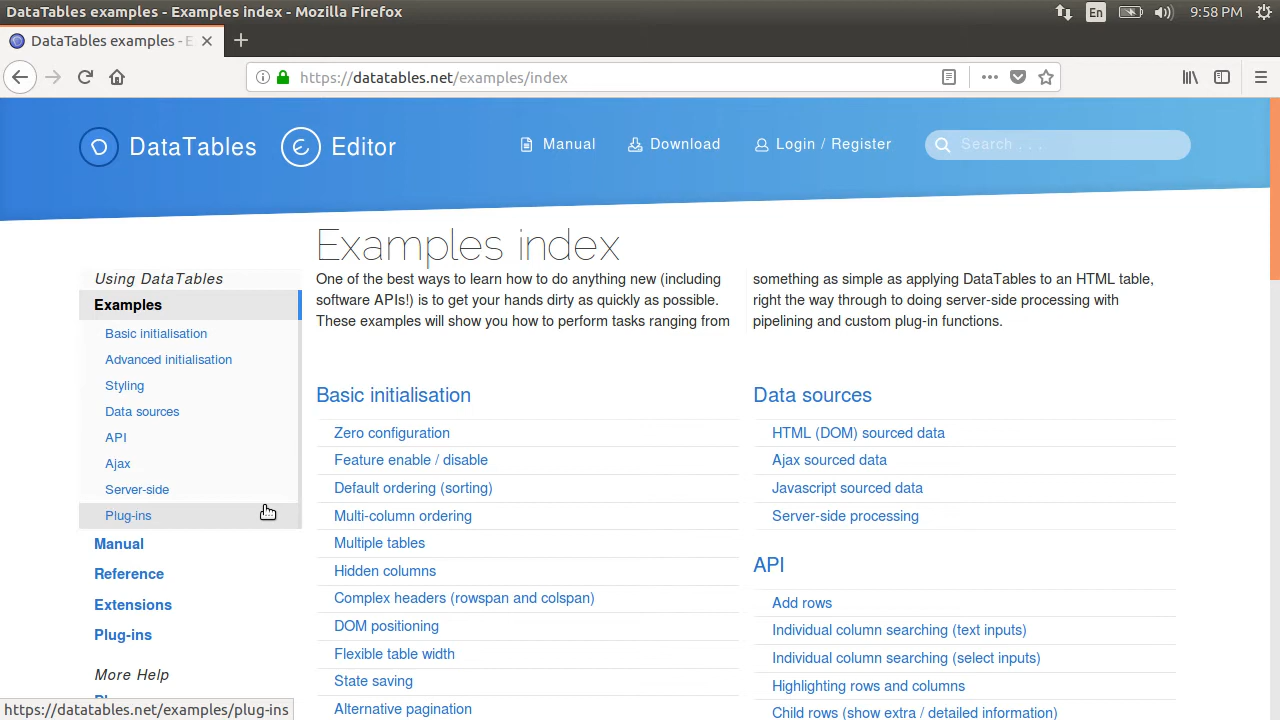 DataTables examples - Examples index - Mozilla Firefox
En
9:58 PM
DataTables examples - E
https://datatables.net/examples/index
DataTables
Editor
Manual
Download
Login / Register
Search . . .
Examples index
Using DataTables
Examples
Basic initialisation
Advanced initialisation
Styling
Data sources
API
Ajax
Server-side
Plug-ins
Manual
Reference
Extensions
Plug-ins
More Help
One of the best ways to learn how to do anything new (including
software APIs!) is to get your hands dirty as quickly as possible.
These examples will show you how to perform tasks ranging from
something as simple as applying DataTables to an HTML table,
right the way through to doing server-side processing with
pipelining and custom plug-in functions.
Basic initialisation
Zero configuration
Feature enable / disable
Default ordering (sorting)
Multi-column ordering
Multiple tables
Hidden columns
Complex headers (rowspan and colspan)
DOM positioning
Flexible table width
State saving
Alternative pagination
Data sources
HTML (DOM) sourced data
Ajax sourced data
Javascript sourced data
Server-side processing
API
Add rows
Individual column searching (text inputs)
Individual column searching (select inputs)
Highlighting rows and columns
Child rows (show extra / detailed information)
https://datatables.net/examples/plug-ins